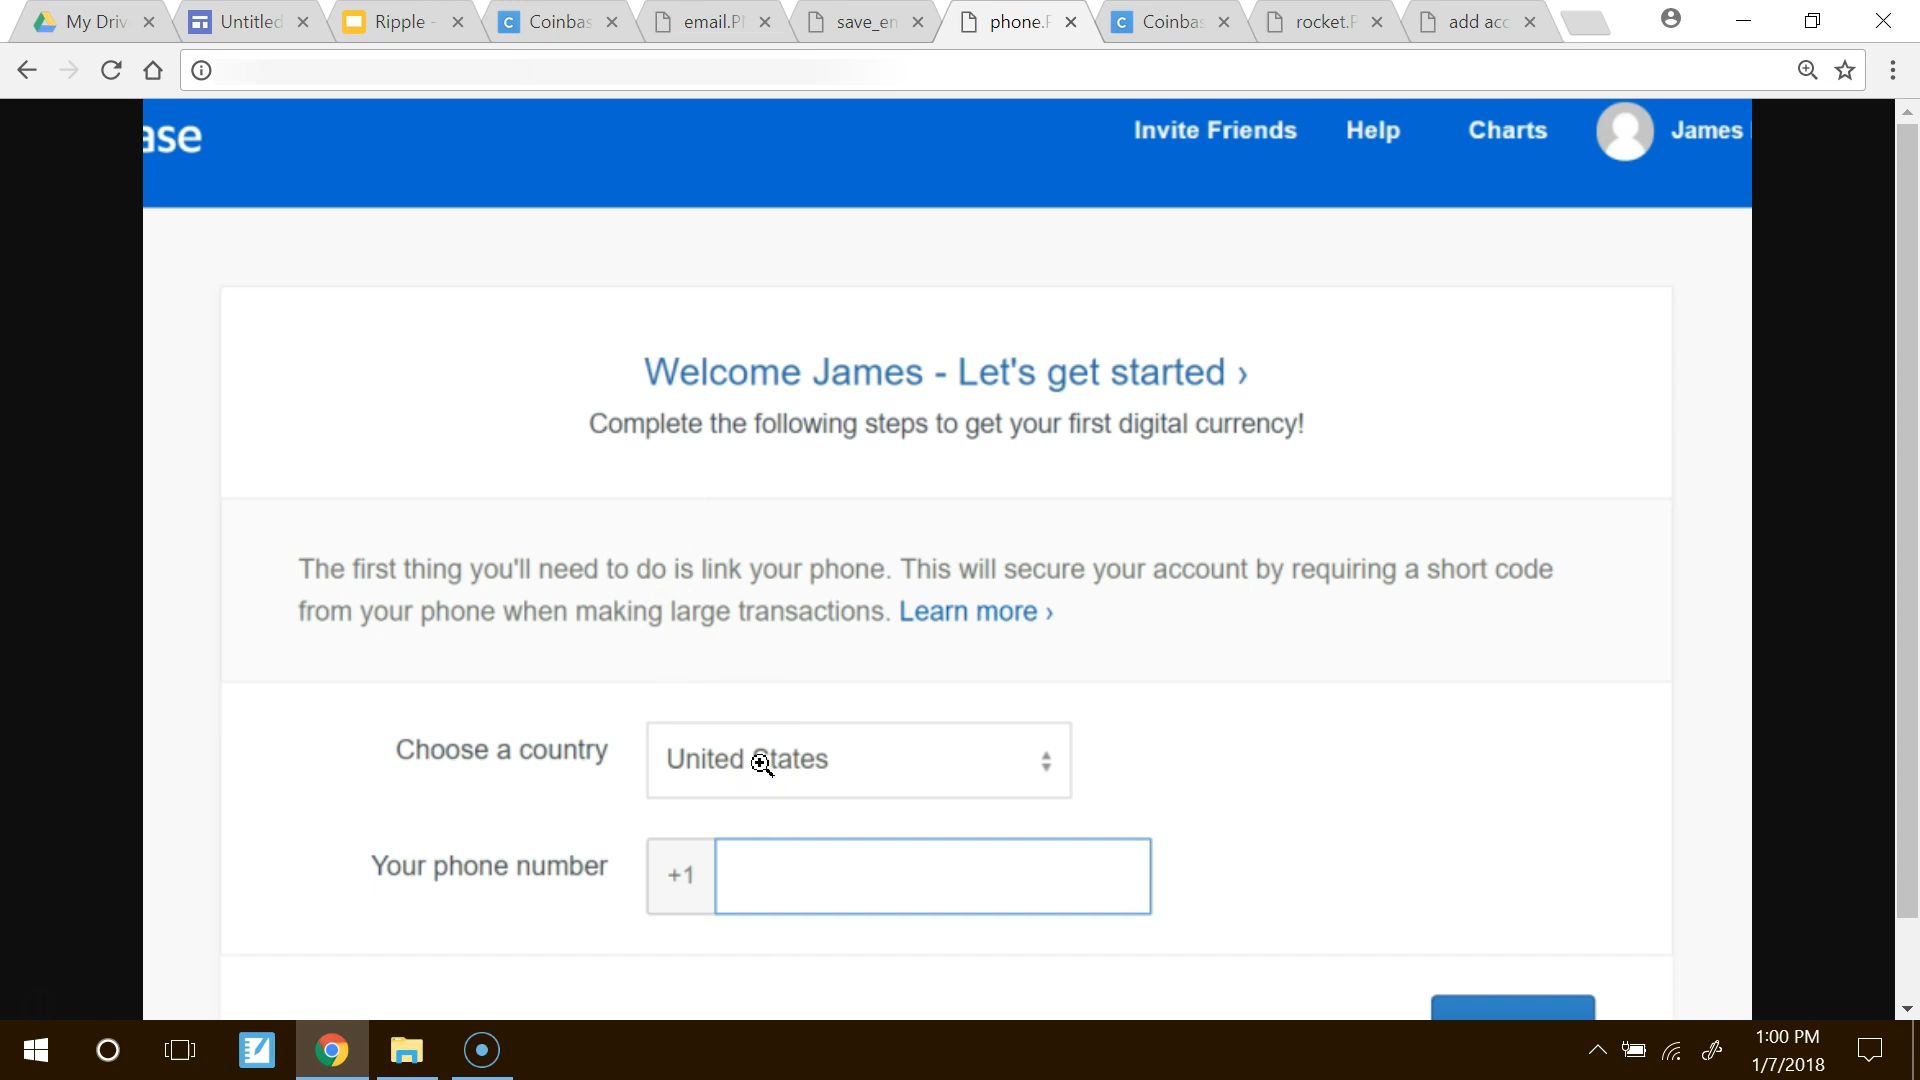 My Driv
Untitled
Ripple -
Coinbas
email.P
save_en
phone.F
Coinbas
rocket.F
add acc
ase
Invite Friends
Help
Charts
James
Welcome James - Let's get started ›
Complete the following steps to get your first digital currency!
The first thing you'll need to do is link your phone. This will secure your account by requiring a short code
from your phone when making large transactions. Learn more ›
Choose a country
United States
Your phone number
+1
1:00 PM
1/7/2018